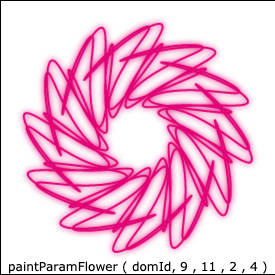 paintParamFlower ( domId, 9 , 11 , 2 , 4 )